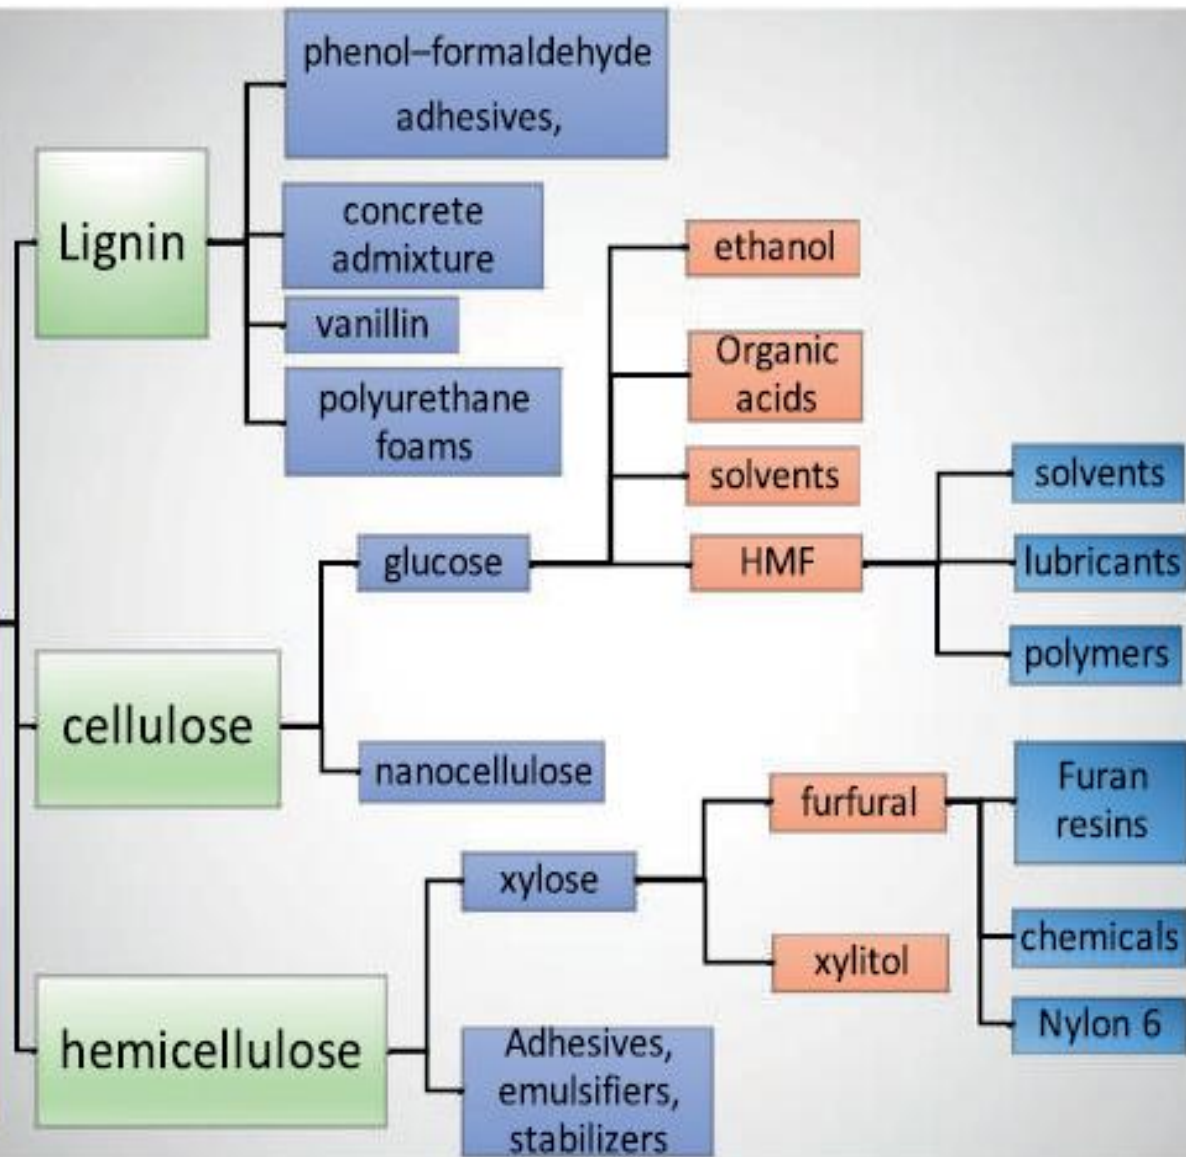 phenol–formaldehyde
adhesives,
Lignin
concrete
admixture
vanillin
polyurethane
foams
ethanol
Organic
acids
solvents
HMF
solvents
lubricants
polymers
glucose
cellulose
nanocellulose
furfural
Furan
resins
chemicals
Nylon 6
xylose
xylitol
hemicellulose
Adhesives,
emulsifiers,
stabilizers